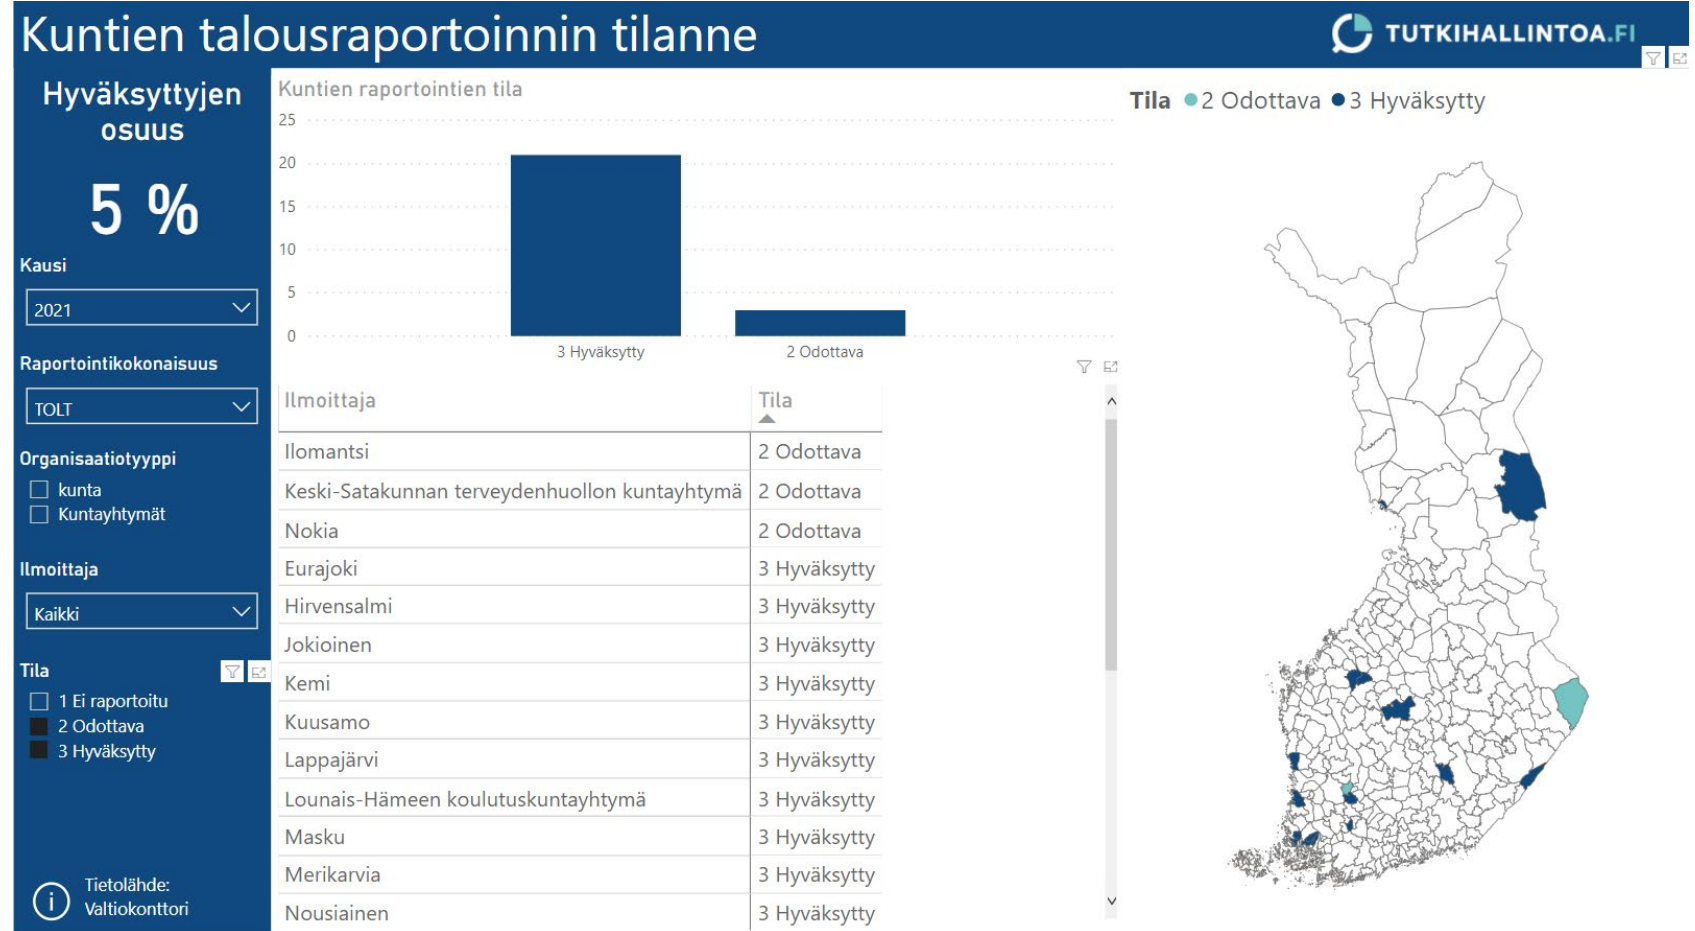 Kuntien talousraportoinnin tilanne
TUTKIHALLINTOA.FI
Hyväksyttyjen
osuus
5 %
Kausi
2021
Raportointikokonaisuus
TOLT
Organisaatiotyyppi
kunta
Kuntayhtymät
Ilmoittaja
Kaikki
Tila
1 Ei raportoitu
2 Odottava
3 Hyväksytty
Tietolähde:
Valtiokonttori
Kuntien raportointien tila
25
20
15
10
5
0
3 Hyväksytty 2 Odottava
Ilmoittaja Tila
Ilomantsi 2 Odottava
Keski-Satakunnan terveydenhuollon kuntayhtymä 2 Odottava
Nokia 2 Odottava
Eurajoki 3 Hyväksytty
Hirvensalmi 3 Hyväksytty
Jokioinen 3 Hyväksytty
Kemi 3 Hyväksytty
Kuusamo 3 Hyväksytty
Lappajärvi 3 Hyväksytty
Lounais-Hämeen koulutuskuntayhtymä 3 Hyväksytty
Masku 3 Hyväksytty
Merikarvia 3 Hyväksytty
Nousiainen 3 Hyväksytty
Tila 2 Odottava 3 Hyväksytty